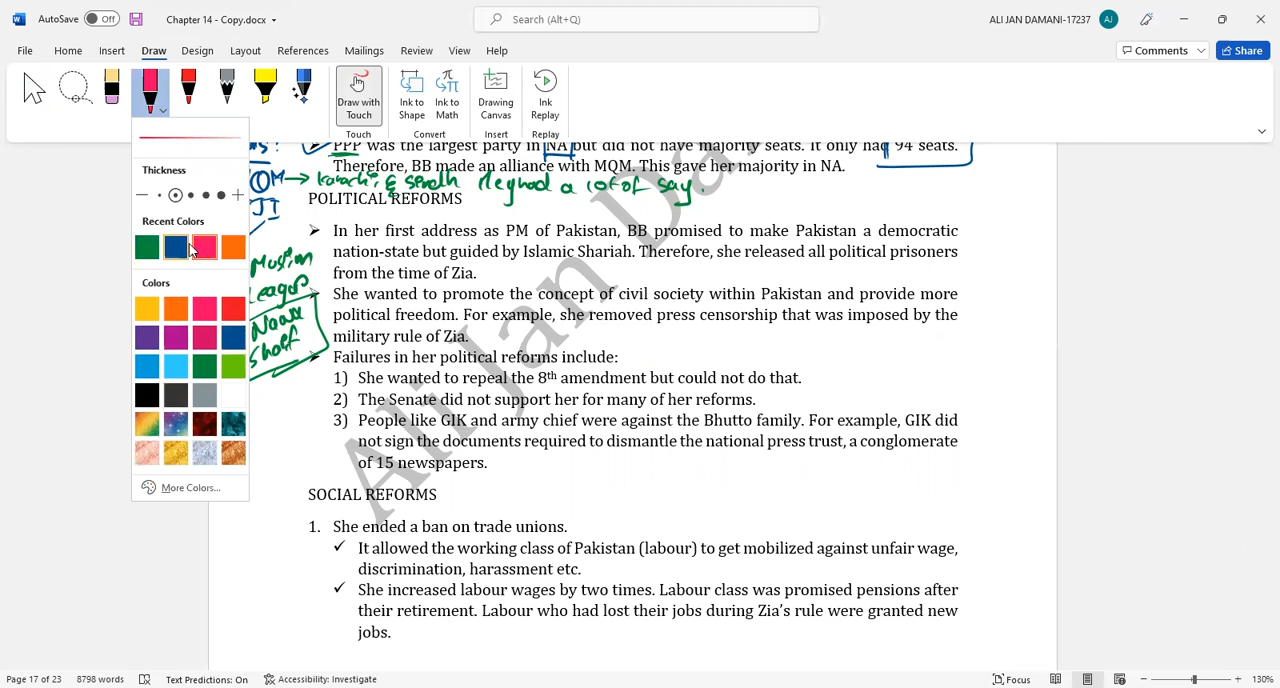 AutoSave Off Chapter 14 - Copy.docx Search (Alt+Q) ALI JAN DAMANI-17237 AJ
File Home Insert Draw Design Layout References Mailings Review View Help Comments Share
Draw with Touch
Ink to Shape
Ink to Math
Drawing Canvas
Ink Replay
Touch Convert Insert Replay
Thickness
Recent Colors
Colors
More Colors...
PPP was the largest party in NA but did not have majority seats. It only had 94 seats.
Therefore, BB made an alliance with MQM. This gave her majority in NA.
Karachi & Sindh they had a lot of say.
POLITICAL REFORMS
In her first address as PM of Pakistan, BB promised to make Pakistan a democratic
nation-state but guided by Islamic Shariah. Therefore, she released all political prisoners
from the time of Zia.
Muslim
League
Nawaz
She wanted to promote the concept of civil society within Pakistan and provide more
political freedom. For example, she removed press censorship that was imposed by the
military rule of Zia.
Failures in her political reforms include:
1) She wanted to repeal the 8th amendment but could not do that.
2) The Senate did not support her for many of her reforms.
3) People like GIK and army chief were against the Bhutto family. For example, GIK did
not sign the documents required to dismantle the national press trust, a conglomerate
of 15 newspapers.
SOCIAL REFORMS
1. She ended a ban on trade unions.
✓ It allowed the working class of Pakistan (labour) to get mobilized against unfair wage,
discrimination, harassment etc.
✓ She increased labour wages by two times. Labour class was promised pensions after
their retirement. Labour who had lost their jobs during Zia's rule were granted new
jobs.
Ali Jan Da
Page 17 of 23 8798 words Text Predictions: On Accessibility: Investigate Focus 130%